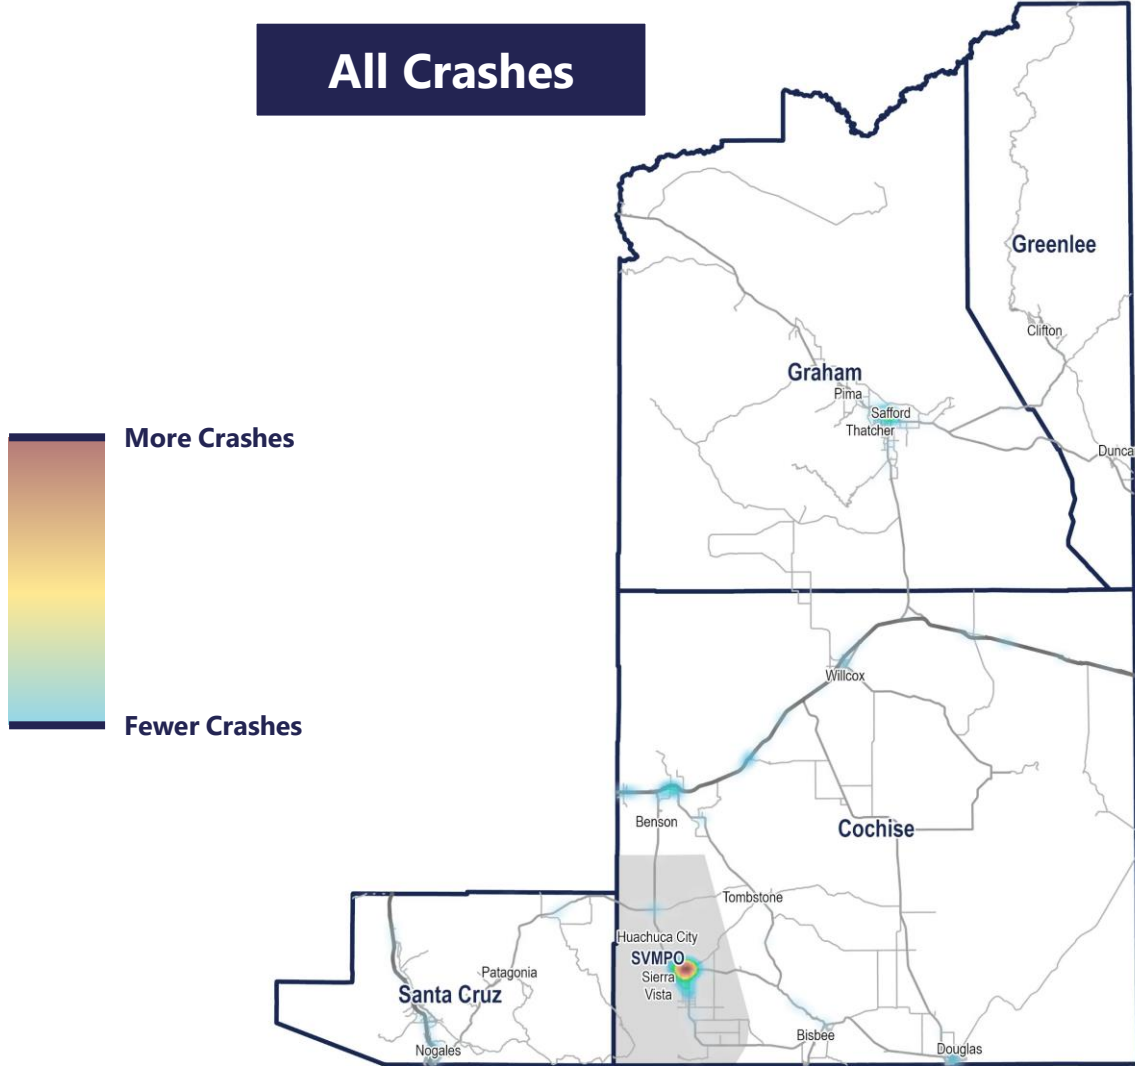 All Crashes
Greenlee
Clifton
Graham
Pima
Safford
Thatcher
Dunca
More Crashes
Fewer Crashes
Willcox
Benson
Cochise
Tombstone
Huachuca City
SVMPO
Sierra
Vista
Patagonia
Santa Cruz
Nogales
Bisbee
Douglas